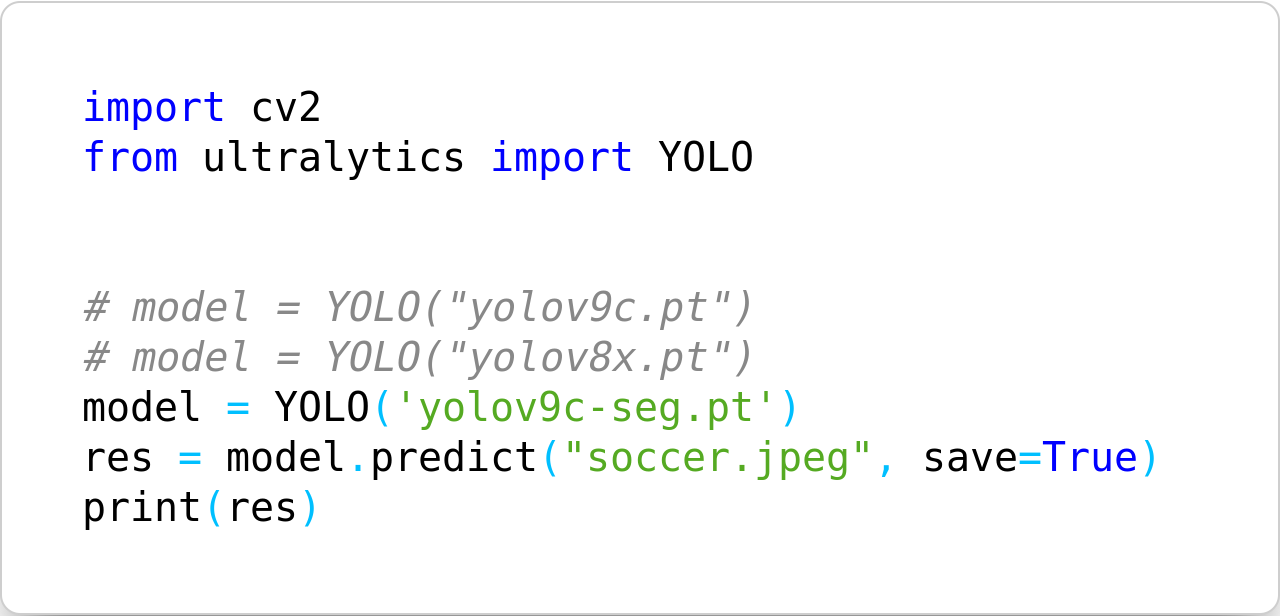 import cv2
from ultralytics import YOLO
# model = YOLO("yolov9c.pt")
# model = YOLO("yolov8x.pt")
model = YOLO('yolov9c-seg.pt')
res = model.predict("soccer.jpeg", save=True)
print(res)